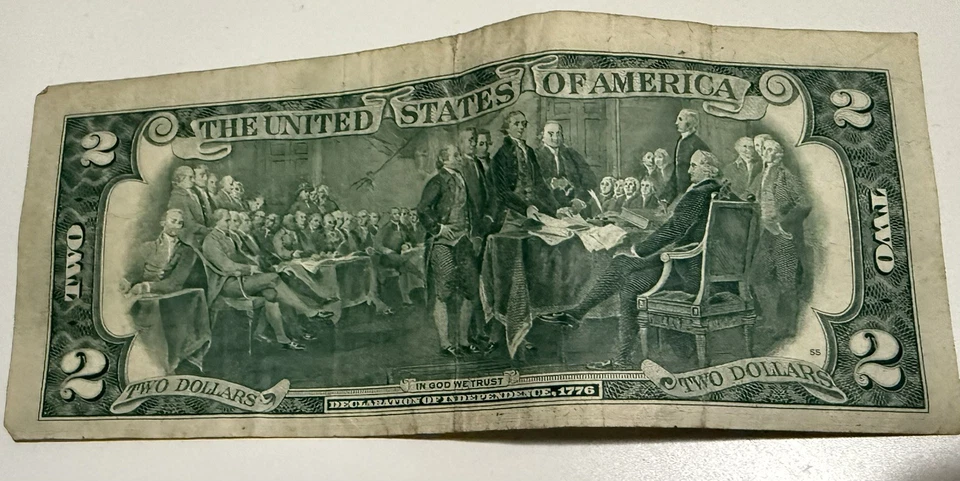 THE UNITED STATES OF AMERICA
2
2
TWO
TWO
55
2
2
TWO DOLLARS
IN GOD WE TRUST
TWO DOLLARS
DECLARATION OF INDEPENDENCE, 1776